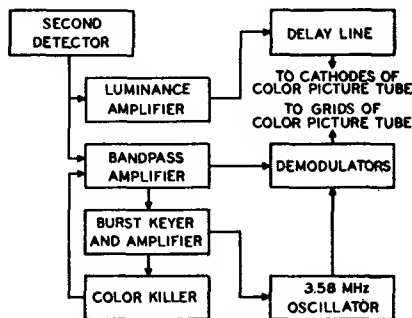 SECOND
DETECTOR
DELAY LINE
LUMINANCE
AMPLIFIER
TO CATHODES OF
COLOR PICTURE TUBE
TO GRIDS OF
COLOR PICTURE TUBE
BANDPASS
AMPLIFIER
DEMODULATORS
BURST KEYER
AND AMPLIFIER
COLOR KILLER
3.58 MHz
OSCILLATOR